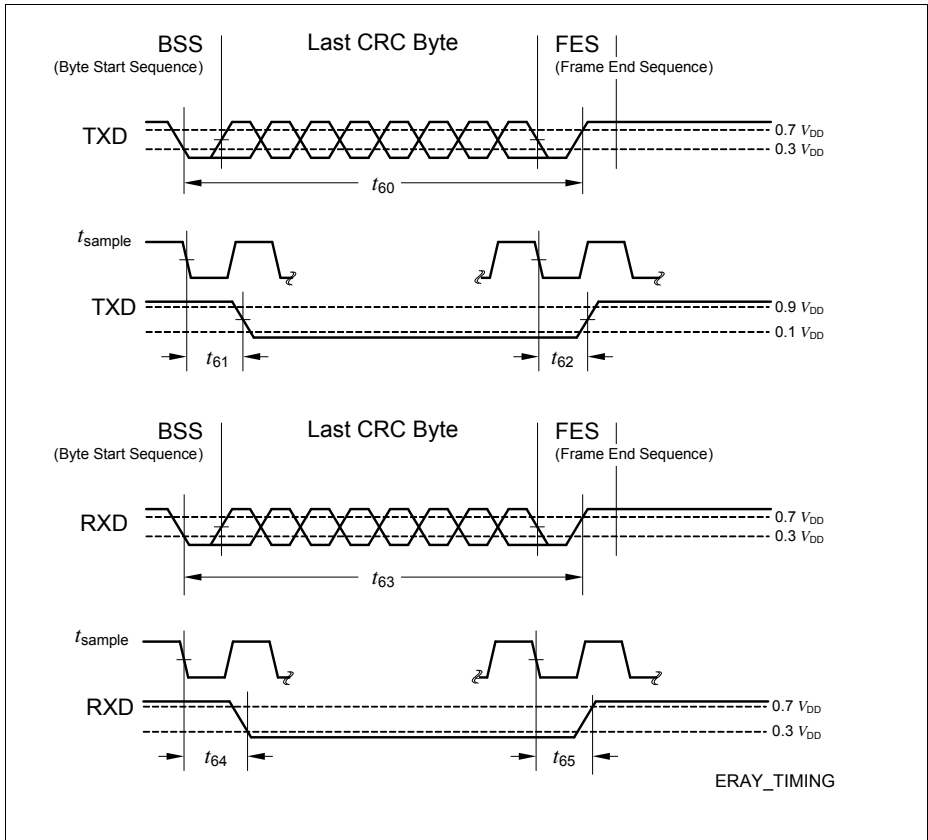 BSS Last CRC Byte FES
(Byte Start Sequence) (Frame End Sequence)
TXD 0.7 VDD
0.3 VDD
t60
tsample
TXD 0.9 VDD
0.1 VDD
t61 t62
BSS Last CRC Byte FES
(Byte Start Sequence) (Frame End Sequence)
RXD 0.7 VDD
0.3 VDD
t63
tsample
RXD 0.7 VDD
0.3 VDD
t64 t65
ERAY_TIMING